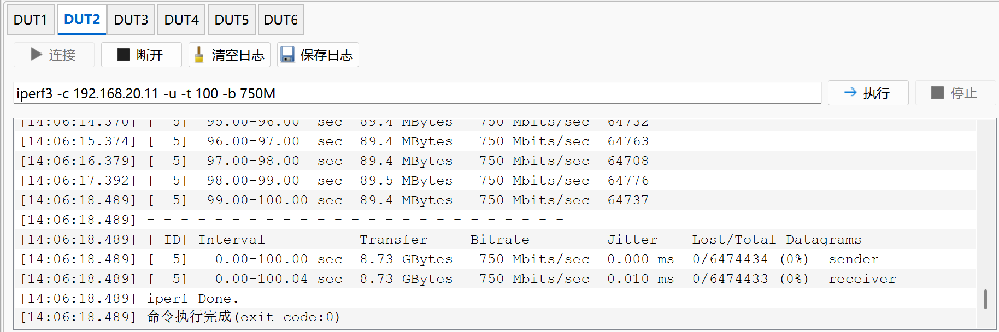 DUT1 DUT2 DUT3 DUT4 DUT5 DUT6
连接 断开 清空日志 保存日志
iperf3 -c 192.168.20.11 -u -t 100 -b 750M 执行 停止
[14:06:14.370] [  5]  95.00-96.00  sec  89.4 MBytes   750 Mbits/sec  64732
[14:06:15.374] [  5]  96.00-97.00  sec  89.4 MBytes   750 Mbits/sec  64763
[14:06:16.379] [  5]  97.00-98.00  sec  89.4 MBytes   750 Mbits/sec  64708
[14:06:17.392] [  5]  98.00-99.00  sec  89.5 MBytes   750 Mbits/sec  64776
[14:06:18.489] [  5]  99.00-100.00 sec  89.4 MBytes   750 Mbits/sec  64737
[14:06:18.489] - - - - - - - - - - - - - - - - - - - - - - - - -
[14:06:18.489] [ ID] Interval           Transfer     Bitrate         Jitter    Lost/Total Datagrams
[14:06:18.489] [  5]   0.00-100.00 sec  8.73 GBytes   750 Mbits/sec  0.000 ms  0/6474434 (0%)  sender
[14:06:18.489] [  5]   0.00-100.04 sec  8.73 GBytes   750 Mbits/sec  0.010 ms  0/6474433 (0%)  receiver
[14:06:18.489] iperf Done.
[14:06:18.489] 命令执行完成(exit code:0)